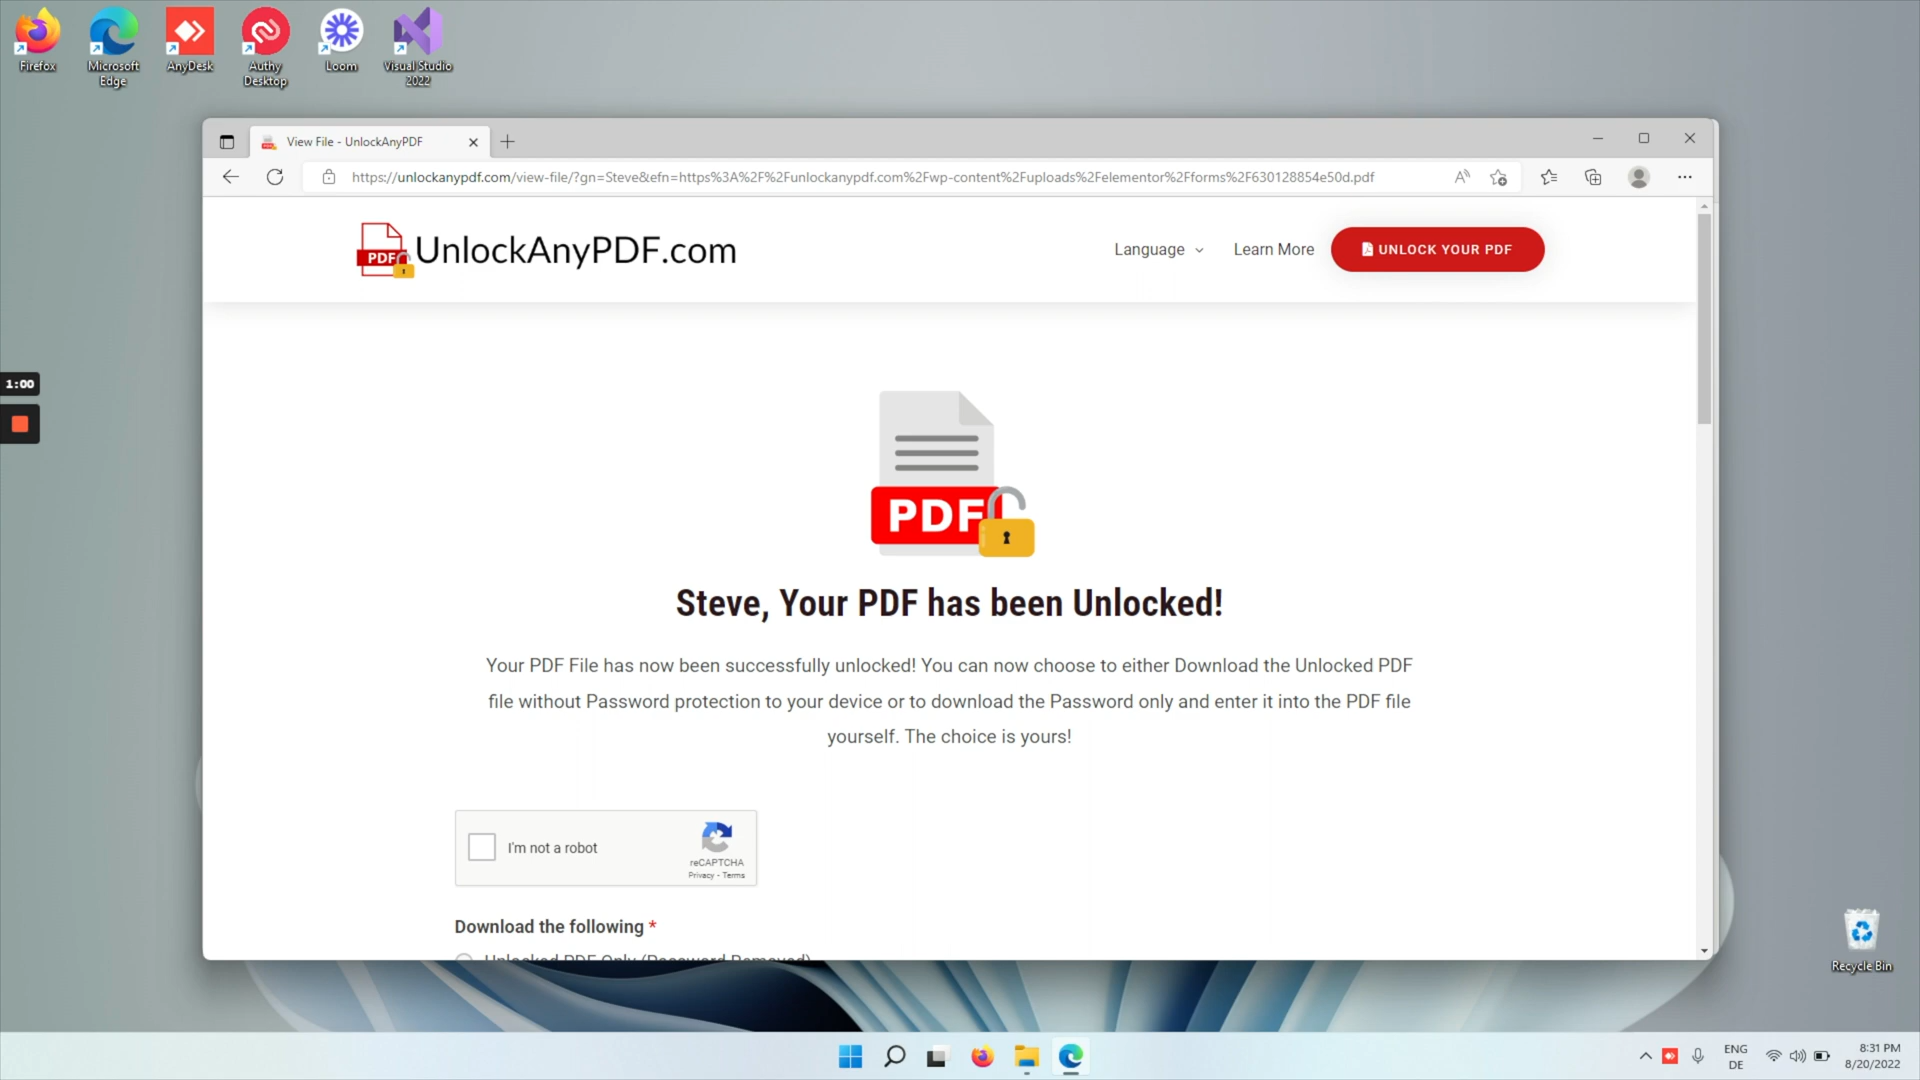 Firefox
Microsoft
Edge
AnyDesk
Authy
Desktop
Loom
Visual Studio
2022
View File - UnlockAnyPDF
https://unlockanypdf.com/view-file/?gn=Steve&efn=https%3A%2F%2Funlockanypdf.com%2Fwp-content%2Fuploads%2Felementor%2Fforms%2F630128854e50d.pdf
PDF
UnlockAnyPDF.com
Language
Learn More
UNLOCK YOUR PDF
1:00
PDF
Steve, Your PDF has been Unlocked!
Your PDF File has now been successfully unlocked! You can now choose to either Download the Unlocked PDF
file without Password protection to your device or to download the Password only and enter it into the PDF file
yourself. The choice is yours!
I'm not a robot
reCAPTCHA
Privacy - Terms
Download the following *
Unlocked PDF Only (Password Removed)
Recycle Bin
ENG
DE
8:31 PM
8/20/2022